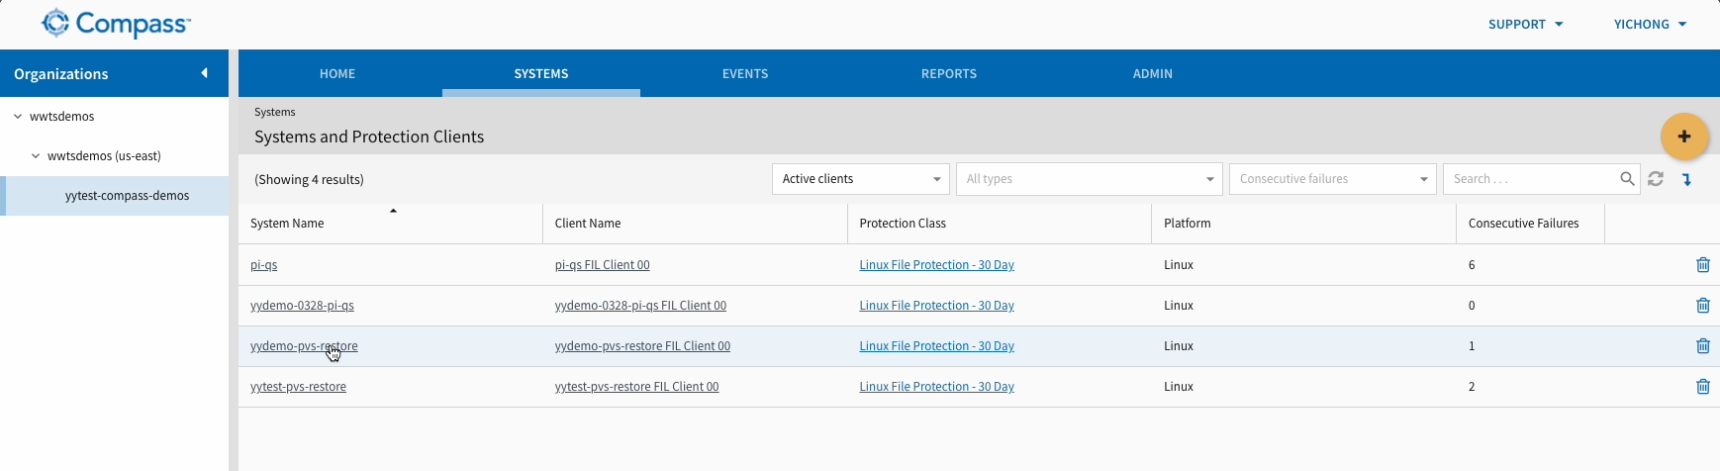 Compass™
SUPPORT
YICHONG
Organizations
HOME
SYSTEMS
EVENTS
REPORTS
ADMIN
wwtsdemos
wwtsdemos (us-east)
yytest-compass-demos
Systems
Systems and Protection Clients
(Showing 4 results)
Active clients
All types
Consecutive failures
Search . . .
System Name
Client Name
Protection Class
Platform
Consecutive Failures
pi-qs
pi-qs FIL Client 00
Linux File Protection - 30 Day
Linux
6
yydemo-0328-pi-qs
yydemo-0328-pi-qs FIL Client 00
Linux File Protection - 30 Day
Linux
0
yydemo-pvs-restore
yydemo-pvs-restore FIL Client 00
Linux File Protection - 30 Day
Linux
1
yytest-pvs-restore
yytest-pvs-restore FIL Client 00
Linux File Protection - 30 Day
Linux
2